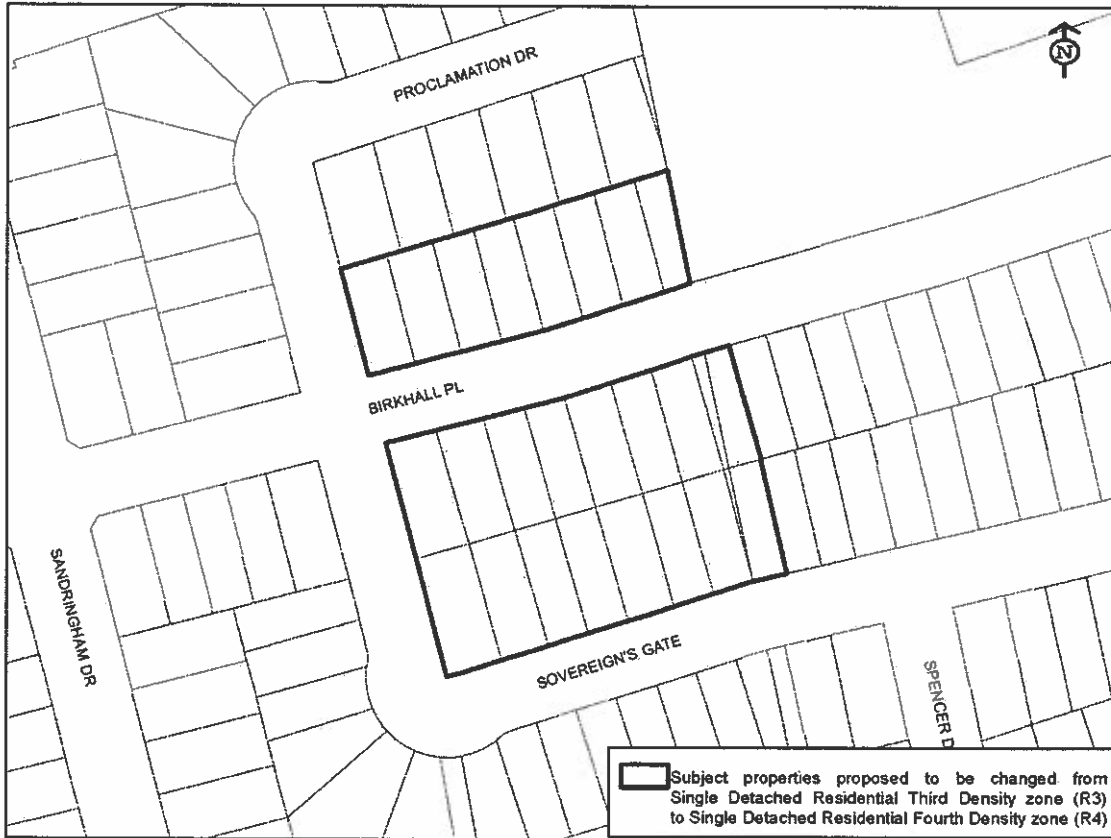 N
PROCLAMATION DR
BIRKHALL PL
SANDRINGHAM DR
SOVEREIGN'S GATE
SPENCER D
Subject properties proposed to be changed from
Single Detached Residential Third Density zone (R3)
to Single Detached Residential Fourth Density zone (R4)